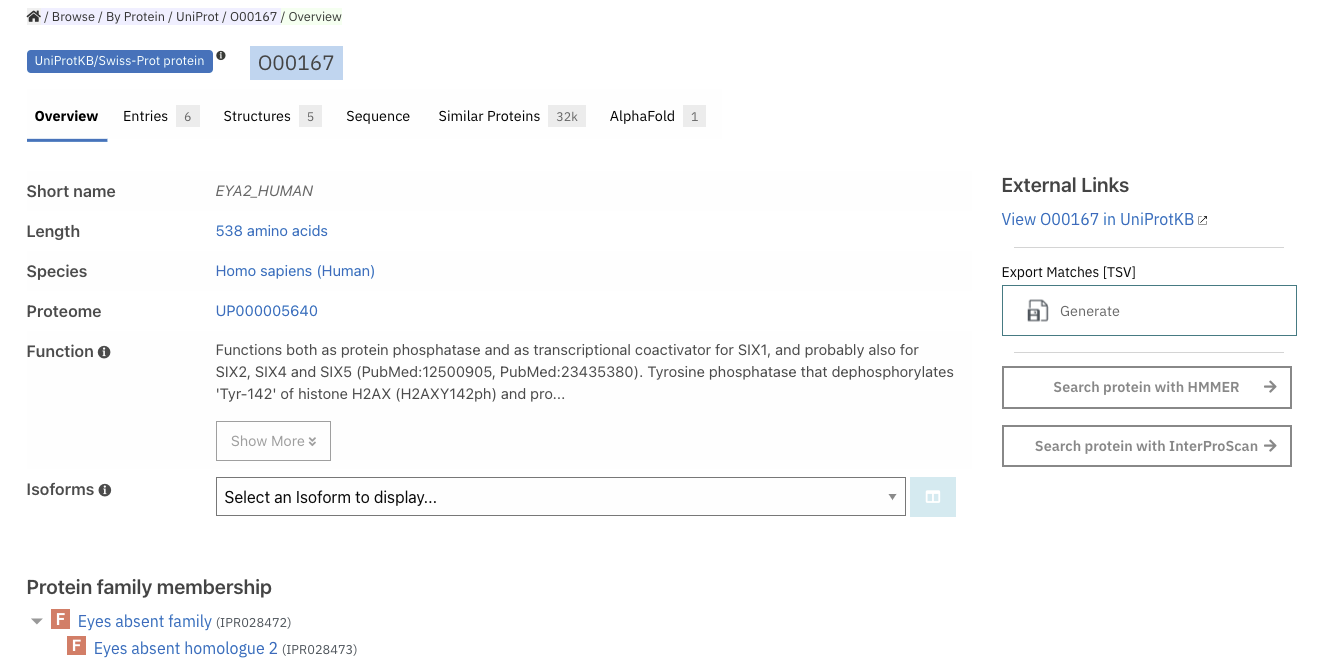 / Browse / By Protein / UniProt / O00167 / Overview
UniProtKB/Swiss-Prot protein
O00167
Overview Entries 6 Structures 5 Sequence Similar Proteins 32k AlphaFold 1
Short name EYA2_HUMAN
Length 538 amino acids
Species Homo sapiens (Human)
Proteome UP000005640
Function Functions both as protein phosphatase and as transcriptional coactivator for SIX1, and probably also for
SIX2, SIX4 and SIX5 (PubMed:12500905, PubMed:23435380). Tyrosine phosphatase that dephosphorylates
'Tyr-142' of histone H2AX (H2AXY142ph) and pro...
Show More
Isoforms Select an Isoform to display...
External Links
View O00167 in UniProtKB
Export Matches [TSV]
Generate
Search protein with HMMER
Search protein with InterProScan
Protein family membership
F Eyes absent family (IPR028472)
F Eyes absent homologue 2 (IPR028473)